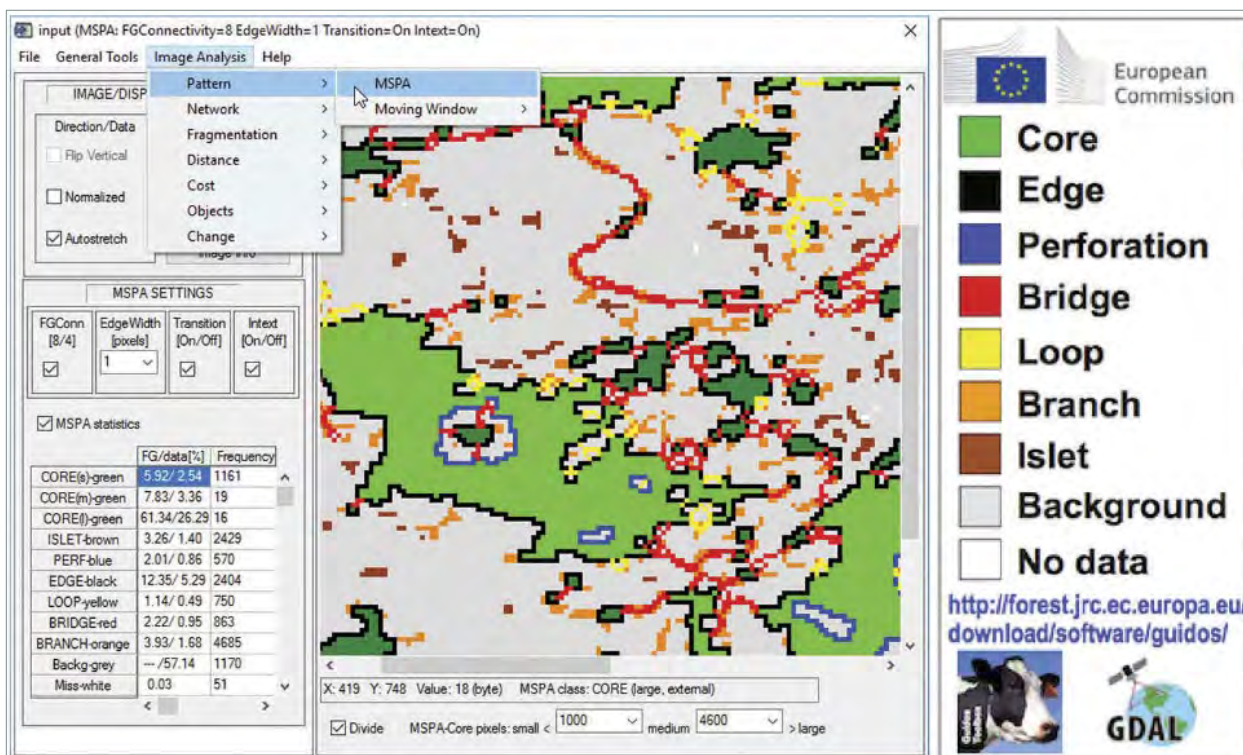 input (MSPA: FGConnectivity=8 EdgeWidth=1 Transition=On Intext=On)
File General Tools Image Analysis Help
Pattern
Network
Fragmentation
Distance
Cost
Objects
Change
MSPA
Moving Window
IMAGE/DISP
Direction/Data
Flip Vertical
Normalized
Autostretch
Image Info
MSPA SETTINGS
FGConn EdgeWidth Transition Intext
[8/4] [pixels] [On/Off] [On/Off]
1
MSPA statistics
FG/data[%] Frequency
CORE(s)-green 5.92/ 2.54 1161
CORE(m)-green 7.83/ 3.36 19
CORE(l)-green 61.34/26.29 16
ISLET-brown 3.26/ 1.40 2429
PERF-blue 2.01/ 0.86 570
EDGE-black 12.35/ 5.29 2404
LOOP-yellow 1.14/ 0.49 750
BRIDGE-red 2.22/ 0.95 863
BRANCH-orange 3.93/ 1.68 4685
Backg-grey --- /57.14 1170
Miss-white 0.03 51
X: 419 Y: 748 Value: 18 (byte) MSPA class: CORE (large, external)
Divide MSPA-Core pixels: small < 1000 medium 4600 > large
European
Commission
Core
Edge
Perforation
Bridge
Loop
Branch
Islet
Background
No data
http://forest.jrc.ec.europa.eu/
download/software/guidos/
Guidos
Toolbox
GDAL